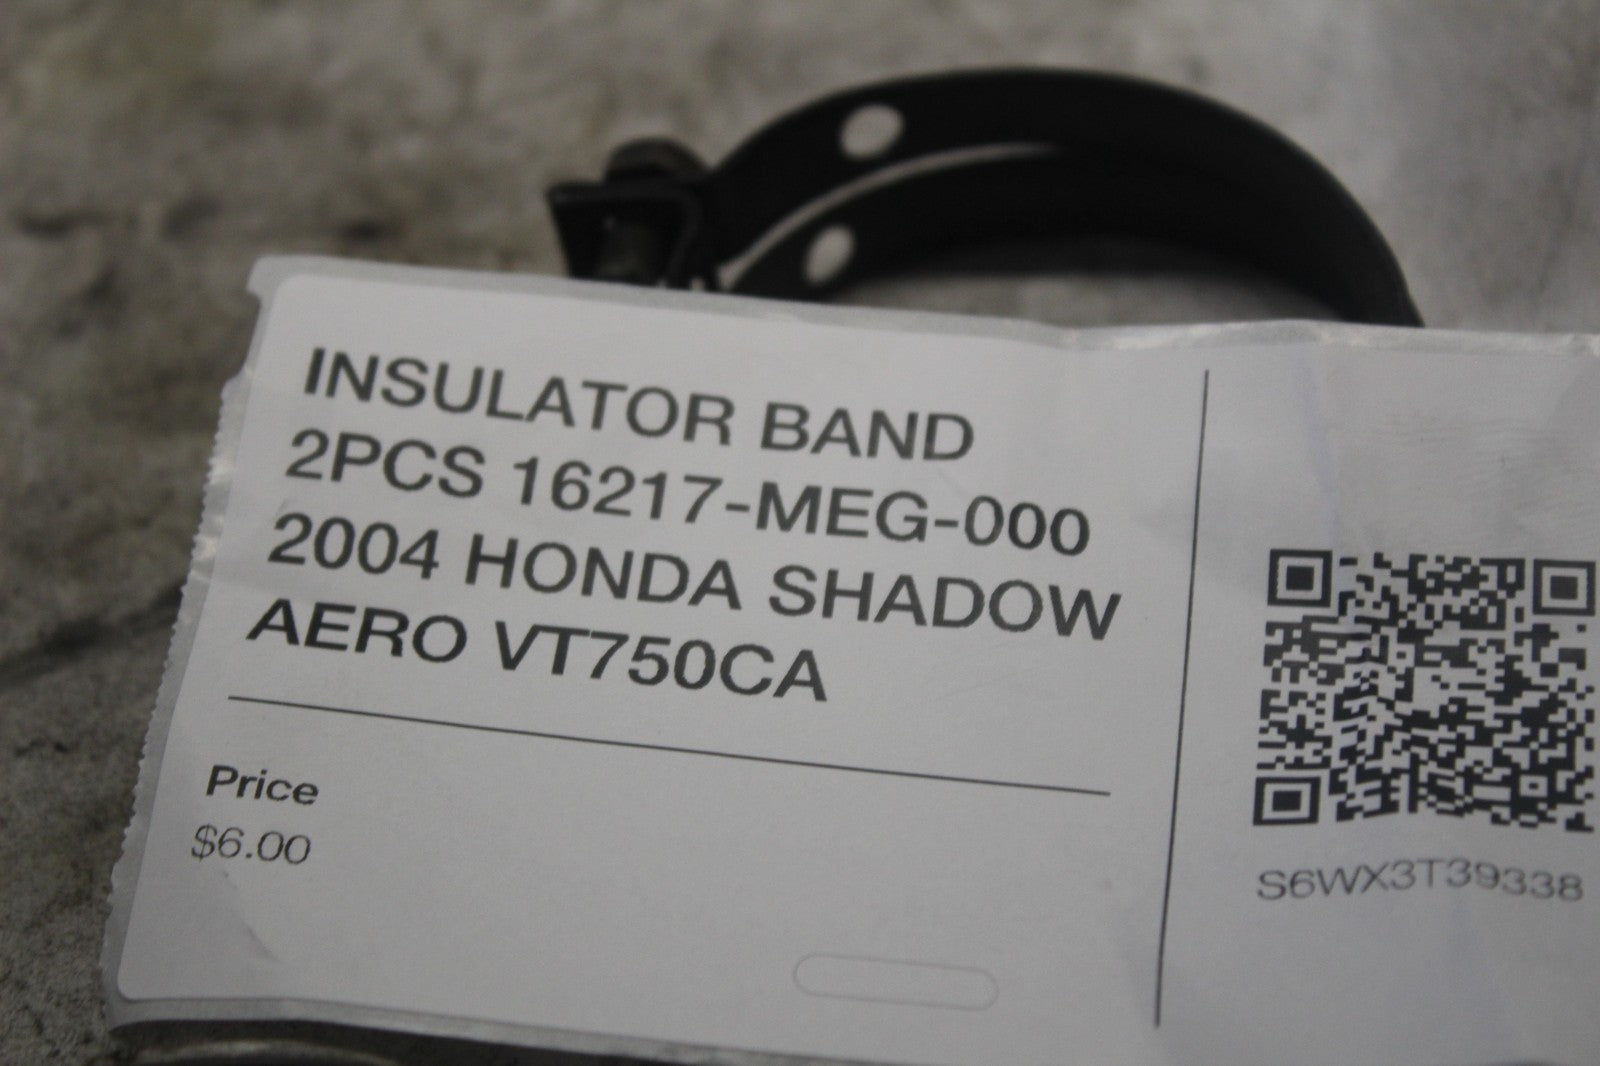 INSULATOR BAND
2PCS 16217-MEG-000
2004 HONDA SHADOW
AERO VT750CA
Price
$6.00
S6WX3T39338